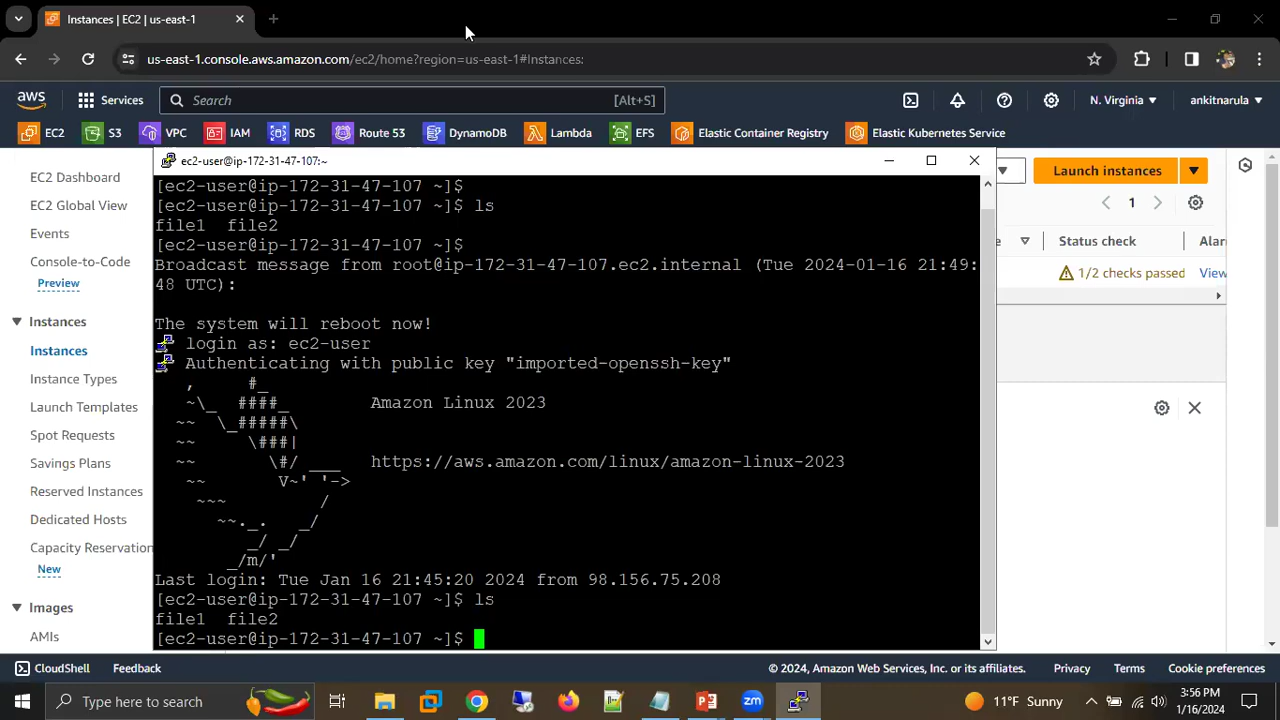 Instances | EC2 | us-east-1
us-east-1.console.aws.amazon.com/ec2/home?region=us-east-1#Instances:
aws
Services
Search
[Alt+S]
N. Virginia
ankitnarula
EC2
S3
VPC
IAM
RDS
Route 53
DynamoDB
Lambda
EFS
Elastic Container Registry
Elastic Kubernetes Service
EC2 Dashboard
EC2 Global View
Events
Console-to-Code
Preview
Instances
Instances
Instance Types
Launch Templates
Spot Requests
Savings Plans
Reserved Instances
Dedicated Hosts
Capacity Reservation
New
Images
AMIs
ec2-user@ip-172-31-47-107:~
[ec2-user@ip-172-31-47-107 ~]$
[ec2-user@ip-172-31-47-107 ~]$ ls
file1  file2
[ec2-user@ip-172-31-47-107 ~]$
Broadcast message from root@ip-172-31-47-107.ec2.internal (Tue 2024-01-16 21:49:
48 UTC):
The system will reboot now!
login as: ec2-user
Authenticating with public key "imported-openssh-key"
   ,     #_
   ~\_  ####_        Amazon Linux 2023
  ~~  \_#####\
  ~~     \###|
  ~~       \#/ ___   https://aws.amazon.com/linux/amazon-linux-2023
   ~~       V~' '->
    ~~~         /
      ~~._.   _/
         _/ _/
       _/m/'
Last login: Tue Jan 16 21:45:20 2024 from 98.156.75.208
[ec2-user@ip-172-31-47-107 ~]$ ls
file1  file2
[ec2-user@ip-172-31-47-107 ~]$
Launch instances
1
e
Status check
Alar
1/2 checks passed
View
CloudShell
Feedback
© 2024, Amazon Web Services, Inc. or its affiliates.
Privacy
Terms
Cookie preferences
Type here to search
11°F Sunny
3:56 PM
1/16/2024